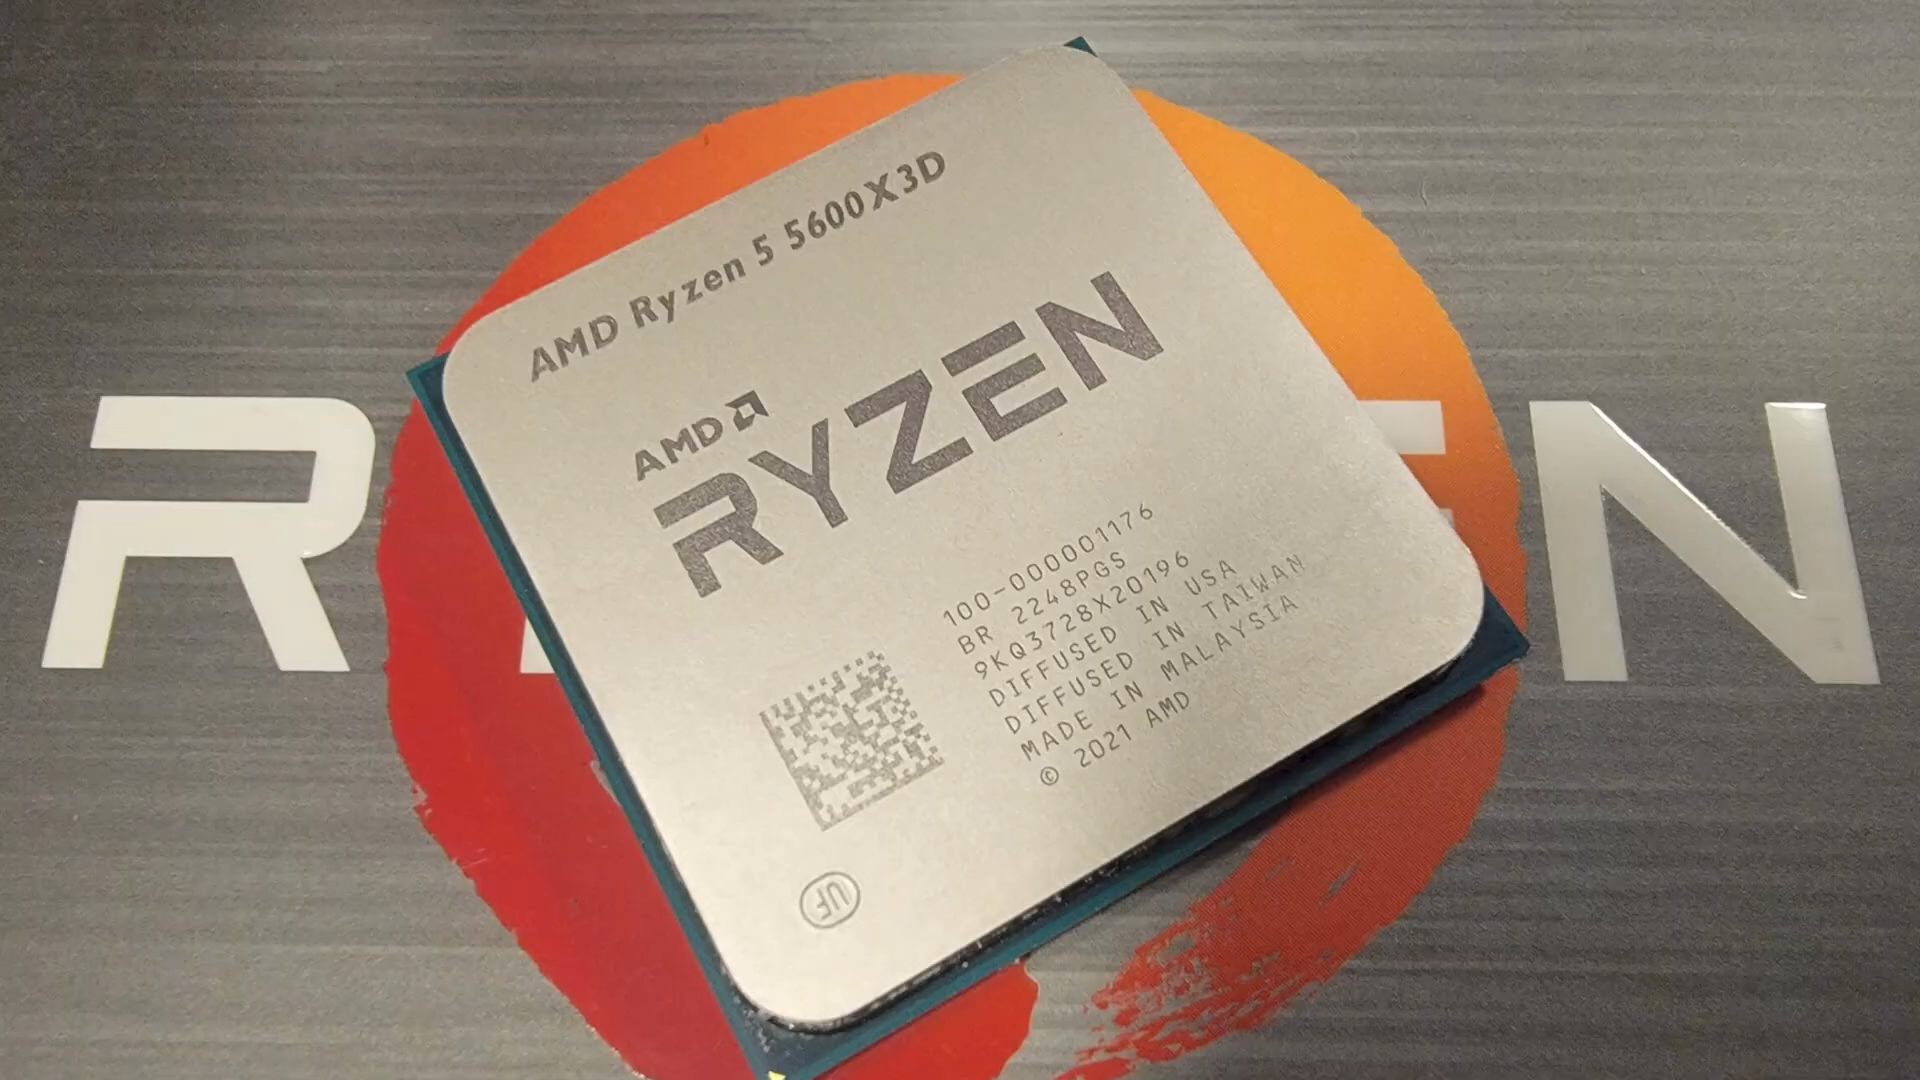 AMD Ryzen 5 5600X3D
AMD
RYZEN
100-000001176
BR 2248PGS
9KQ3728X20196
DIFFUSED IN USA
DIFFUSED IN TAIWAN
MADE IN MALAYSIA
© 2021 AMD
UF